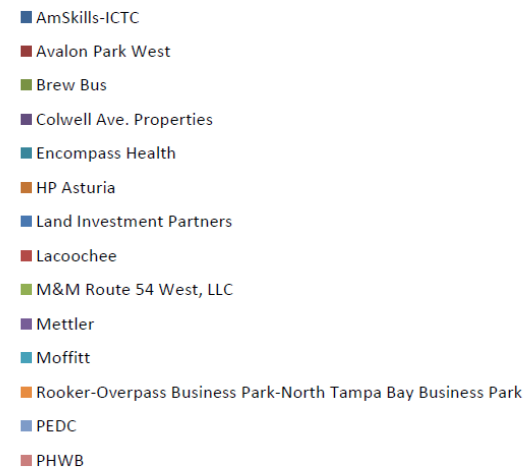 AmSkills-ICTC
Avalon Park West
Brew Bus
Colwell Ave. Properties
Encompass Health
HP Asturia
Land Investment Partners
Lacoochee
M&M Route 54 West, LLC
Mettler
Moffitt
Rooker-Overpass Business Park-North Tampa Bay Business Park
PEDC
PHWB